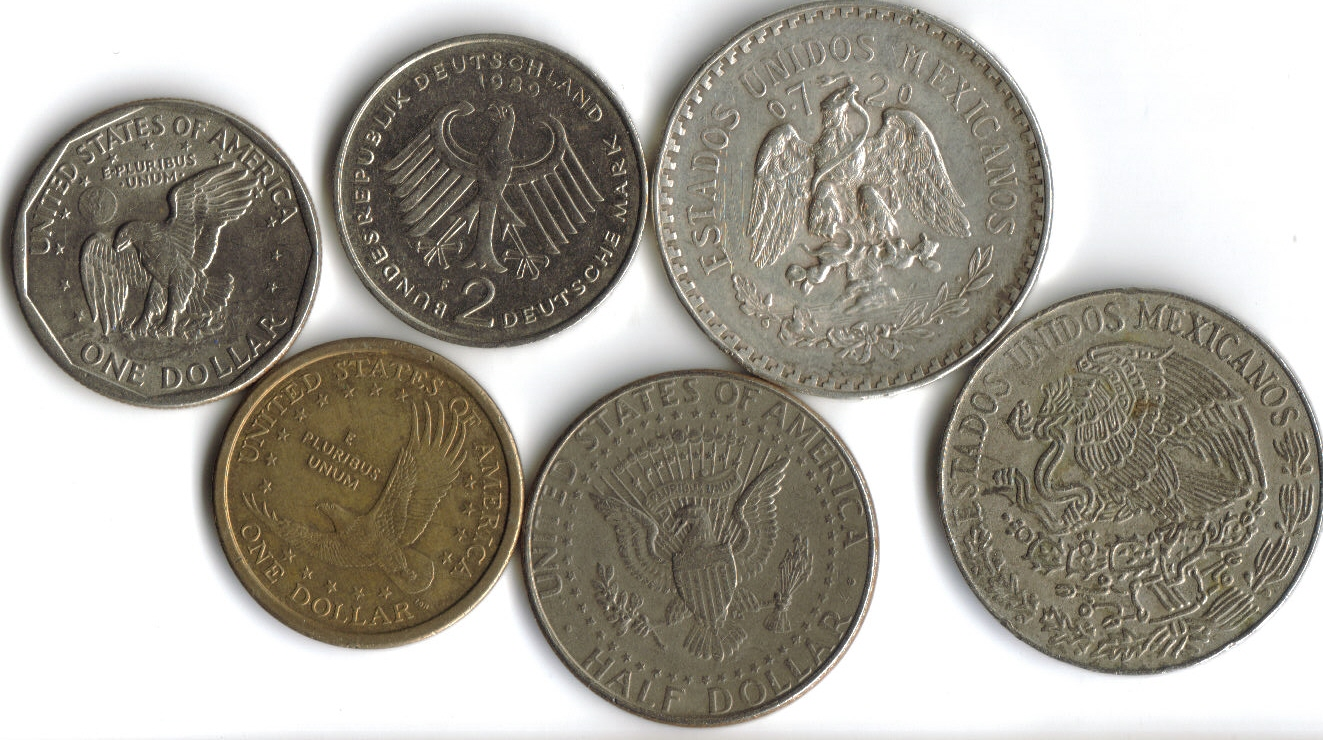 UNITED STATES OF AMERICA
E·PLURIBUS
·UNUM·
ONE DOLLAR
BUNDESREPUBLIK DEUTSCHLAND
1989
F
2 DEUTSCHE MARK
ESTADOS UNIDOS MEXICANOS
0.720
UNITED STATES OF AMERICA
E
PLURIBUS
UNUM
ONE DOLLAR
UNITED STATES OF AMERICA
HALF DOLLAR
ESTADOS UNIDOS MEXICANOS